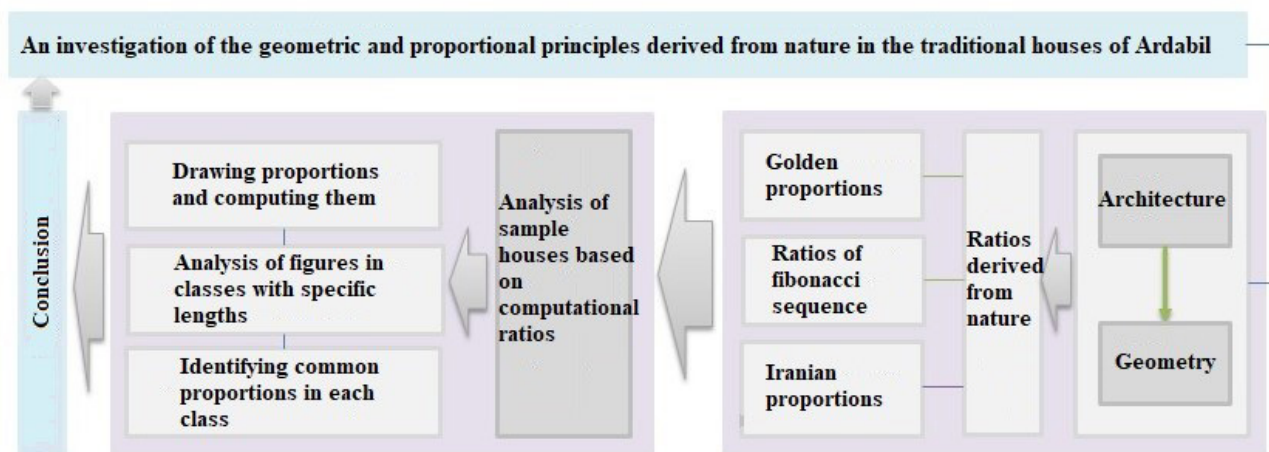 An investigation of the geometric and proportional principles derived from nature in the traditional houses of Ardabil
Conclusion
Drawing proportions
and computing them
Analysis of figures in
classes with specific
lengths
Identifying common
proportions in each
class
Analysis of
sample
houses based
on
computational
ratios
Golden
proportions
Ratios of
fibonacci
sequence
Iranian
proportions
Ratios
derived
from
nature
Architecture
Geometry